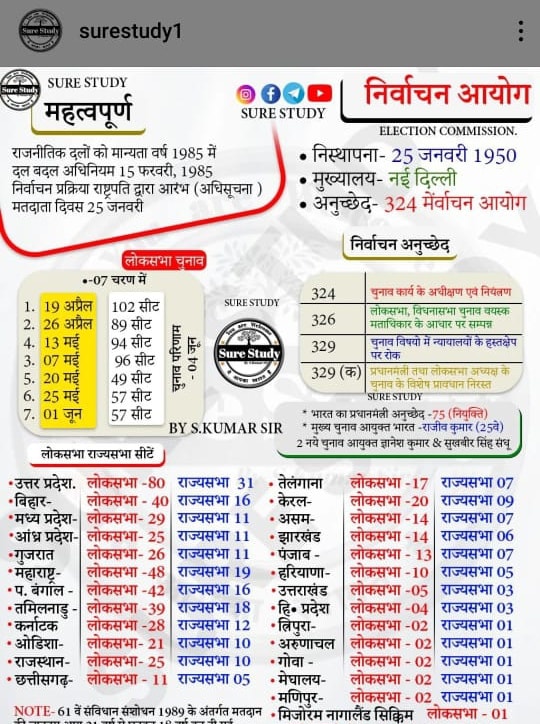 surestudy1
SURE STUDY
महत्वपूर्ण
राजनीतिक दलों को मान्यता वर्ष 1985 में
दल बदल अधिनियम 15 फरवरी, 1985
निर्वाचन प्रक्रिया राष्ट्रपति द्वारा आरंभ (अधिसूचना )
मतदाता दिवस 25 जनवरी
SURE STUDY
निर्वाचन आयोग
ELECTION COMMISSION.
• निस्थापना- 25 जनवरी 1950
• मुख्यालय- नई दिल्ली
• अनुच्छेद- 324 मेंर्वाचन आयोग
लोकसभा चुनाव
•-07 चरण में
1. 19 अप्रैल 102 सीट
2. 26 अप्रैल 89 सीट
4. 13 मई 94 सीट
3. 07 मई 96 सीट
5. 20 मई 49 सीट
6. 25 मई 57 सीट
7. 01 जून 57 सीट
चुनाव परिणाम
- 04 जून
SURE STUDY
Sure Study
BY S.KUMAR SIR
निर्वाचन अनुच्छेद
324 चुनाव कार्य के अधीक्षण एवं नियंत्रण
326 लोकसभा, विधनासभा चुनाव वयस्क
मताधिकार के आधार पर सम्पन्न
329 चुनाव विषयो में न्यायालयों के हस्तक्षेप
पर रोक
329 (क) प्रधानमंत्री तथा लोकसभा अध्यक्ष के
चुनाव के विशेष प्रावधान निरस्त
SURE STUDY
* भारत का प्रधानमंत्री अनुच्छेद -75 (नियुक्ति)
* मुख्य चुनाव आयुक्त भारत -राजीव कुमार (25वे)
2 नये चुनाव आयुक्त ज्ञानेश कुमार & सुखबीर सिंह संधू
लोकसभा राज्यसभा सीटें
•उत्तर प्रदेश. लोकसभा -80 राज्यसभा 31
•बिहार- लोकसभा - 40 राज्यसभा 16
•मध्य प्रदेश- लोकसभा - 29 राज्यसभा 11
•आंध्र प्रदेश- लोकसभा - 25 राज्यसभा 11
•गुजरात लोकसभा - 26 राज्यसभा 11
महाराष्ट्र- लोकसभा -48 राज्यसभा 19
•प. बंगाल - लोकसभा - 42 राज्यसभा 16
•तमिलनाडु - लोकसभा -39 राज्यसभा 18
•कर्नाटक लोकसभा - 28 राज्यसभा 12
ओडिशा- लोकसभा -21 राज्यसभा 10
•राजस्थान- लोकसभा - 25 राज्यसभा 10
•छत्तीसगढ़- लोकसभा - 11 राज्यसभा 05
•तेलंगाना लोकसभा -17 राज्यसभा 07
•केरल- लोकसभा -20 राज्यसभा 09
•असम- लोकसभा -14 राज्यसभा 07
•झारखंड लोकसभा -14 राज्यसभा 06
•पंजाब - लोकसभा - 13 राज्यसभा 07
•हरियाणा- लोकसभा -10 राज्यसभा 05
•उत्तराखंड लोकसभा -05 राज्यसभा 03
•हि• प्रदेश लोकसभा -04 राज्यसभा 03
•त्रिपुरा- लोकसभा - 02 राज्यसभा 01
•अरुणाचल लोकसभा - 02 राज्यसभा 01
•गोवा - लोकसभा - 02 राज्यसभा 01
•मेघालय- लोकसभा - 02 राज्यसभा 01
•मणिपुर- लोकसभा - 02 राज्यसभा 01
•मिजोरम नागालैंड सिक्किम लोकसभा - 01
NOTE- 61 वें संविधान संशोधन 1989 के अंतर्गत मतदान